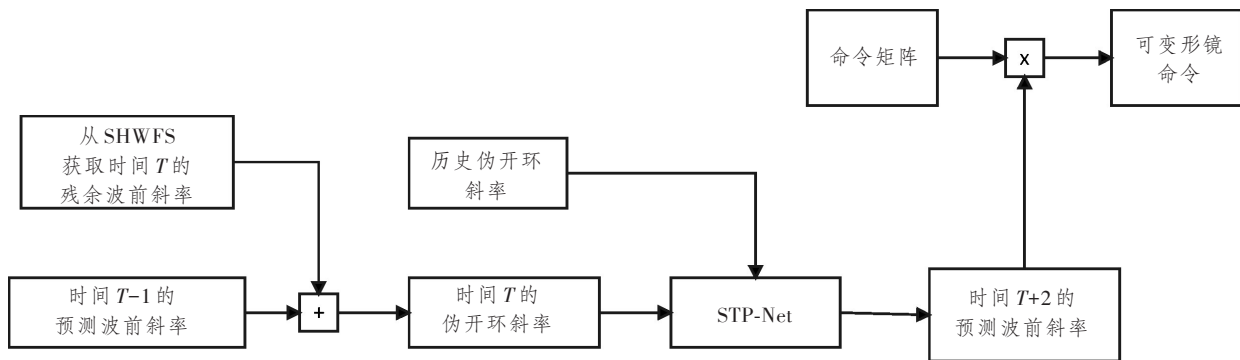 命令矩阵
x
可变形镜
命令
从SHWFS
获取时间T的
残余波前斜率
历史伪开环
斜率
时间T-1的
预测波前斜率
+
时间T的
伪开环斜率
STP-Net
时间T+2的
预测波前斜率